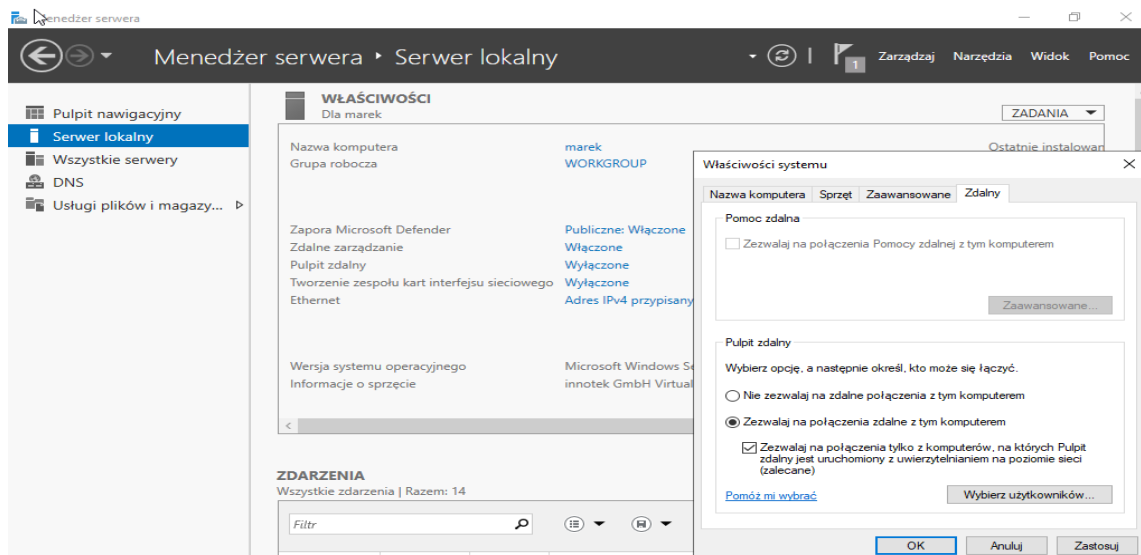 Menedżer serwera
Menedżer serwera Serwer lokalny
1
Zarządzaj Narzędzia Widok Pomoc
Pulpit nawigacyjny
Serwer lokalny
Wszystkie serwery
DNS
Usługi plików i magazy...
WŁAŚCIWOŚCI
Dla marek
ZADANIA
Nazwa komputera marek Ostatnie instalowan
Grupa robocza WORKGROUP
Zapora Microsoft Defender Publiczne: Włączone
Zdalne zarządzanie Włączone
Pulpit zdalny Wyłączone
Tworzenie zespołu kart interfejsu sieciowego Wyłączone
Ethernet Adres IPv4 przypisany
Wersja systemu operacyjnego Microsoft Windows Se
Informacje o sprzęcie innotek GmbH Virtual
ZDARZENIA
Wszystkie zdarzenia | Razem: 14
Filtr
Właściwości systemu
Nazwa komputera Sprzęt Zaawansowane Zdalny
Pomoc zdalna
Zezwalaj na połączenia Pomocy zdalnej z tym komputerem
Zaawansowane...
Pulpit zdalny
Wybierz opcję, a następnie określ, kto może się łączyć.
Nie zezwalaj na zdalne połączenia z tym komputerem
Zezwalaj na połączenia zdalne z tym komputerem
Zezwalaj na połączenia tylko z komputerów, na których Pulpit
zdalny jest uruchomiony z uwierzytelnianiem na poziomie sieci
(zalecane)
Pomóż mi wybrać Wybierz użytkowników...
OK Anuluj Zastosuj